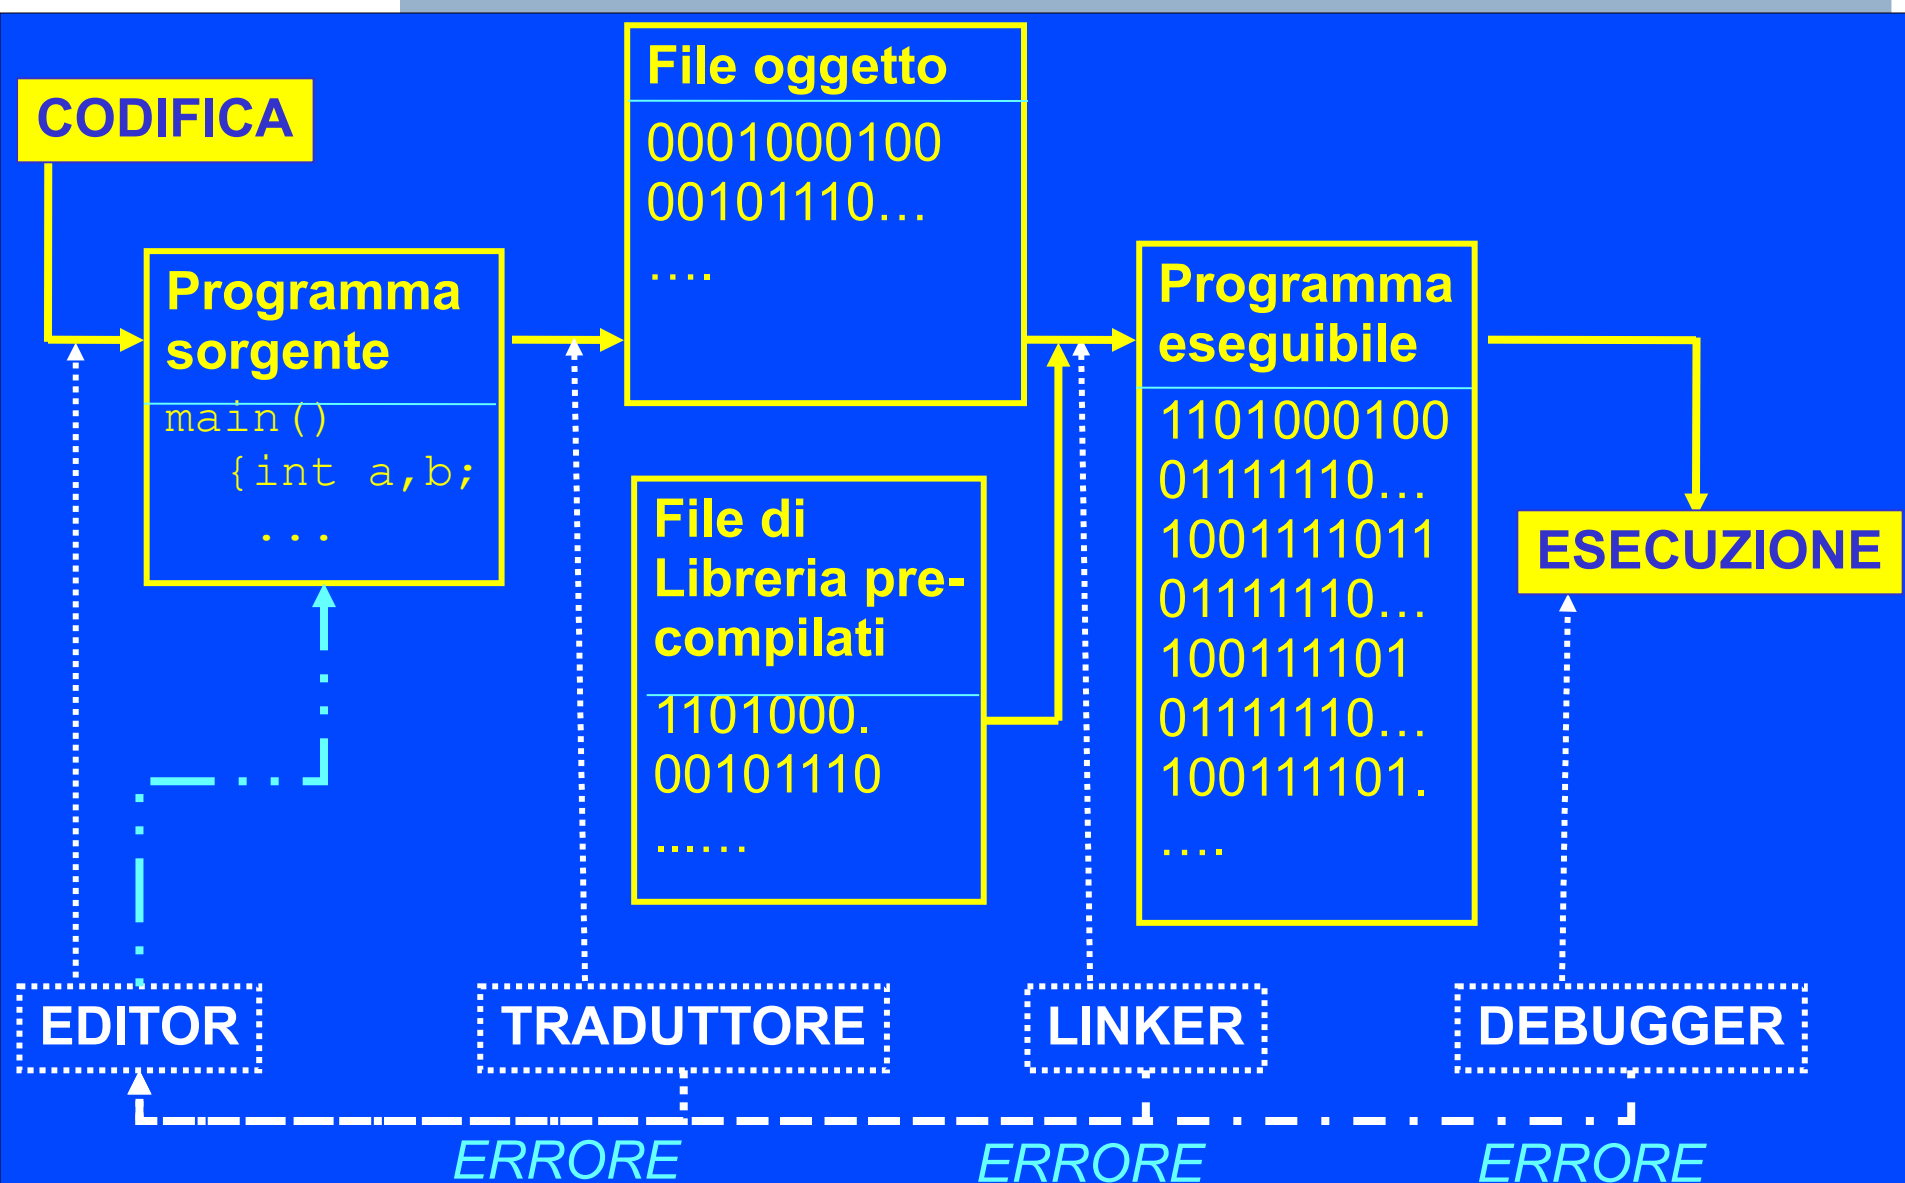 CODIFICA
Programma
sorgente
main()
{int a,b;
...
File oggetto
0001000100
00101110…
….
File di
Libreria pre-
compilati
1101000.
00101110
...…
Programma
eseguibile
1101000100
01111110…
1001111011
01111110…
100111101
01111110…
100111101.
….
ESECUZIONE
EDITOR
TRADUTTORE
LINKER
DEBUGGER
ERRORE
ERRORE
ERRORE